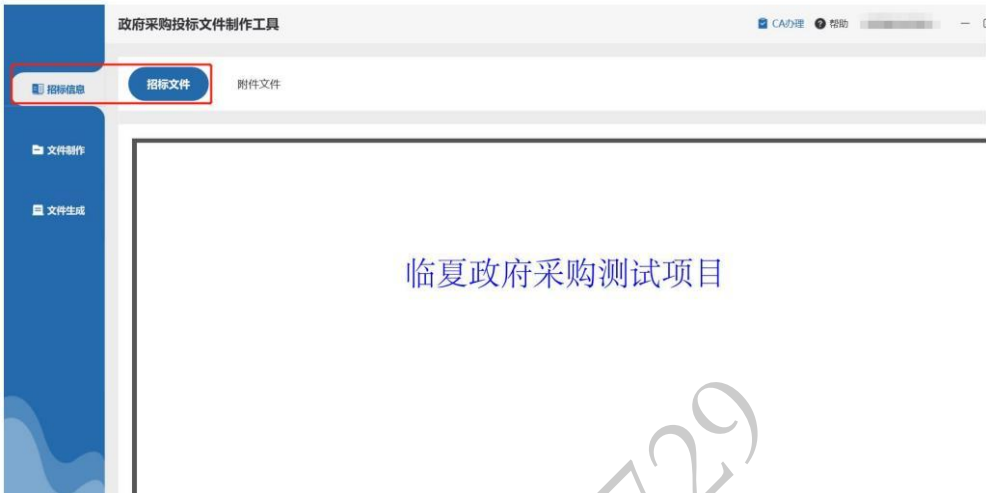 政府采购投标文件制作工具
CA办理 帮助
招标信息 招标文件 附件文件
文件制作
文件生成
临夏政府采购测试项目
729